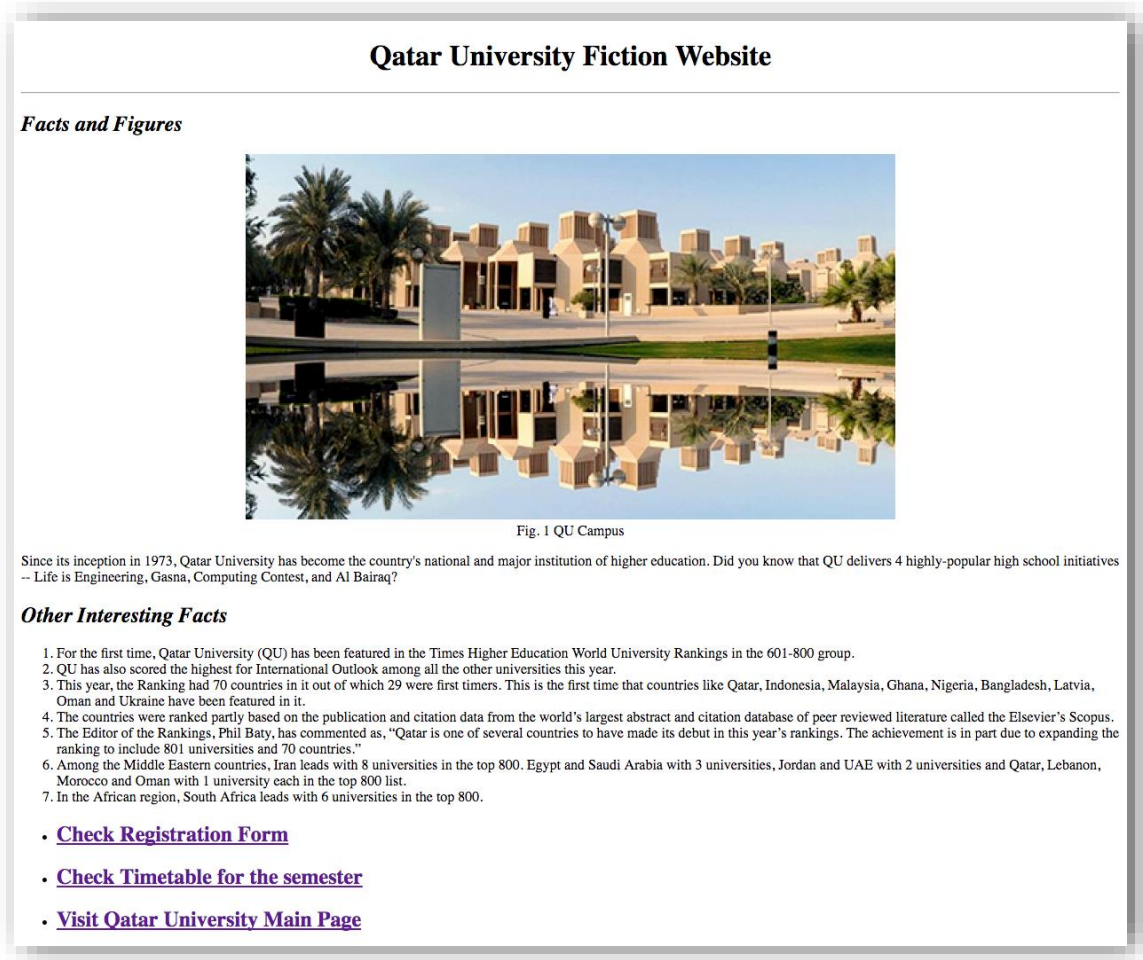 Qatar University Fiction Website
Facts and Figures
Fig. 1 QU Campus
Since its inception in 1973, Qatar University has become the country's national and major institution of higher education. Did you know that QU delivers 4 highly-popular high school initiatives
-- Life is Engineering, Gasna, Computing Contest, and Al Bairaq?
Other Interesting Facts
1. For the first time, Qatar University (QU) has been featured in the Times Higher Education World University Rankings in the 601-800 group.
2. QU has also scored the highest for International Outlook among all the other universities this year.
3. This year, the Ranking had 70 countries in it out of which 29 were first timers. This is the first time that countries like Qatar, Indonesia, Malaysia, Ghana, Nigeria, Bangladesh, Latvia,
Oman and Ukraine have been featured in it.
4. The countries were ranked partly based on the publication and citation data from the world’s largest abstract and citation database of peer reviewed literature called the Elsevier’s Scopus.
5. The Editor of the Rankings, Phil Baty, has commented as, “Qatar is one of several countries to have made its debut in this year’s rankings. The achievement is in part due to expanding the
ranking to include 801 universities and 70 countries.”
6. Among the Middle Eastern countries, Iran leads with 8 universities in the top 800. Egypt and Saudi Arabia with 3 universities, Jordan and UAE with 2 universities and Qatar, Lebanon,
Morocco and Oman with 1 university each in the top 800 list.
7. In the African region, South Africa leads with 6 universities in the top 800.
• Check Registration Form
• Check Timetable for the semester
• Visit Qatar University Main Page